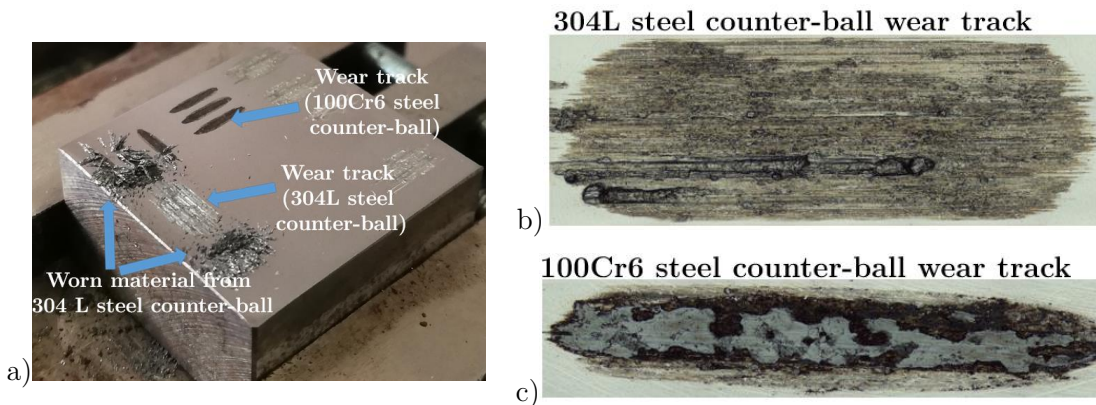 304L steel counter-ball wear track
Wear track
(100Cr6 steel
counter-ball)
Wear track
(304L steel
counter-ball)
Worn material from
304 L steel counter-ball
a)
b)
100Cr6 steel counter-ball wear track
c)